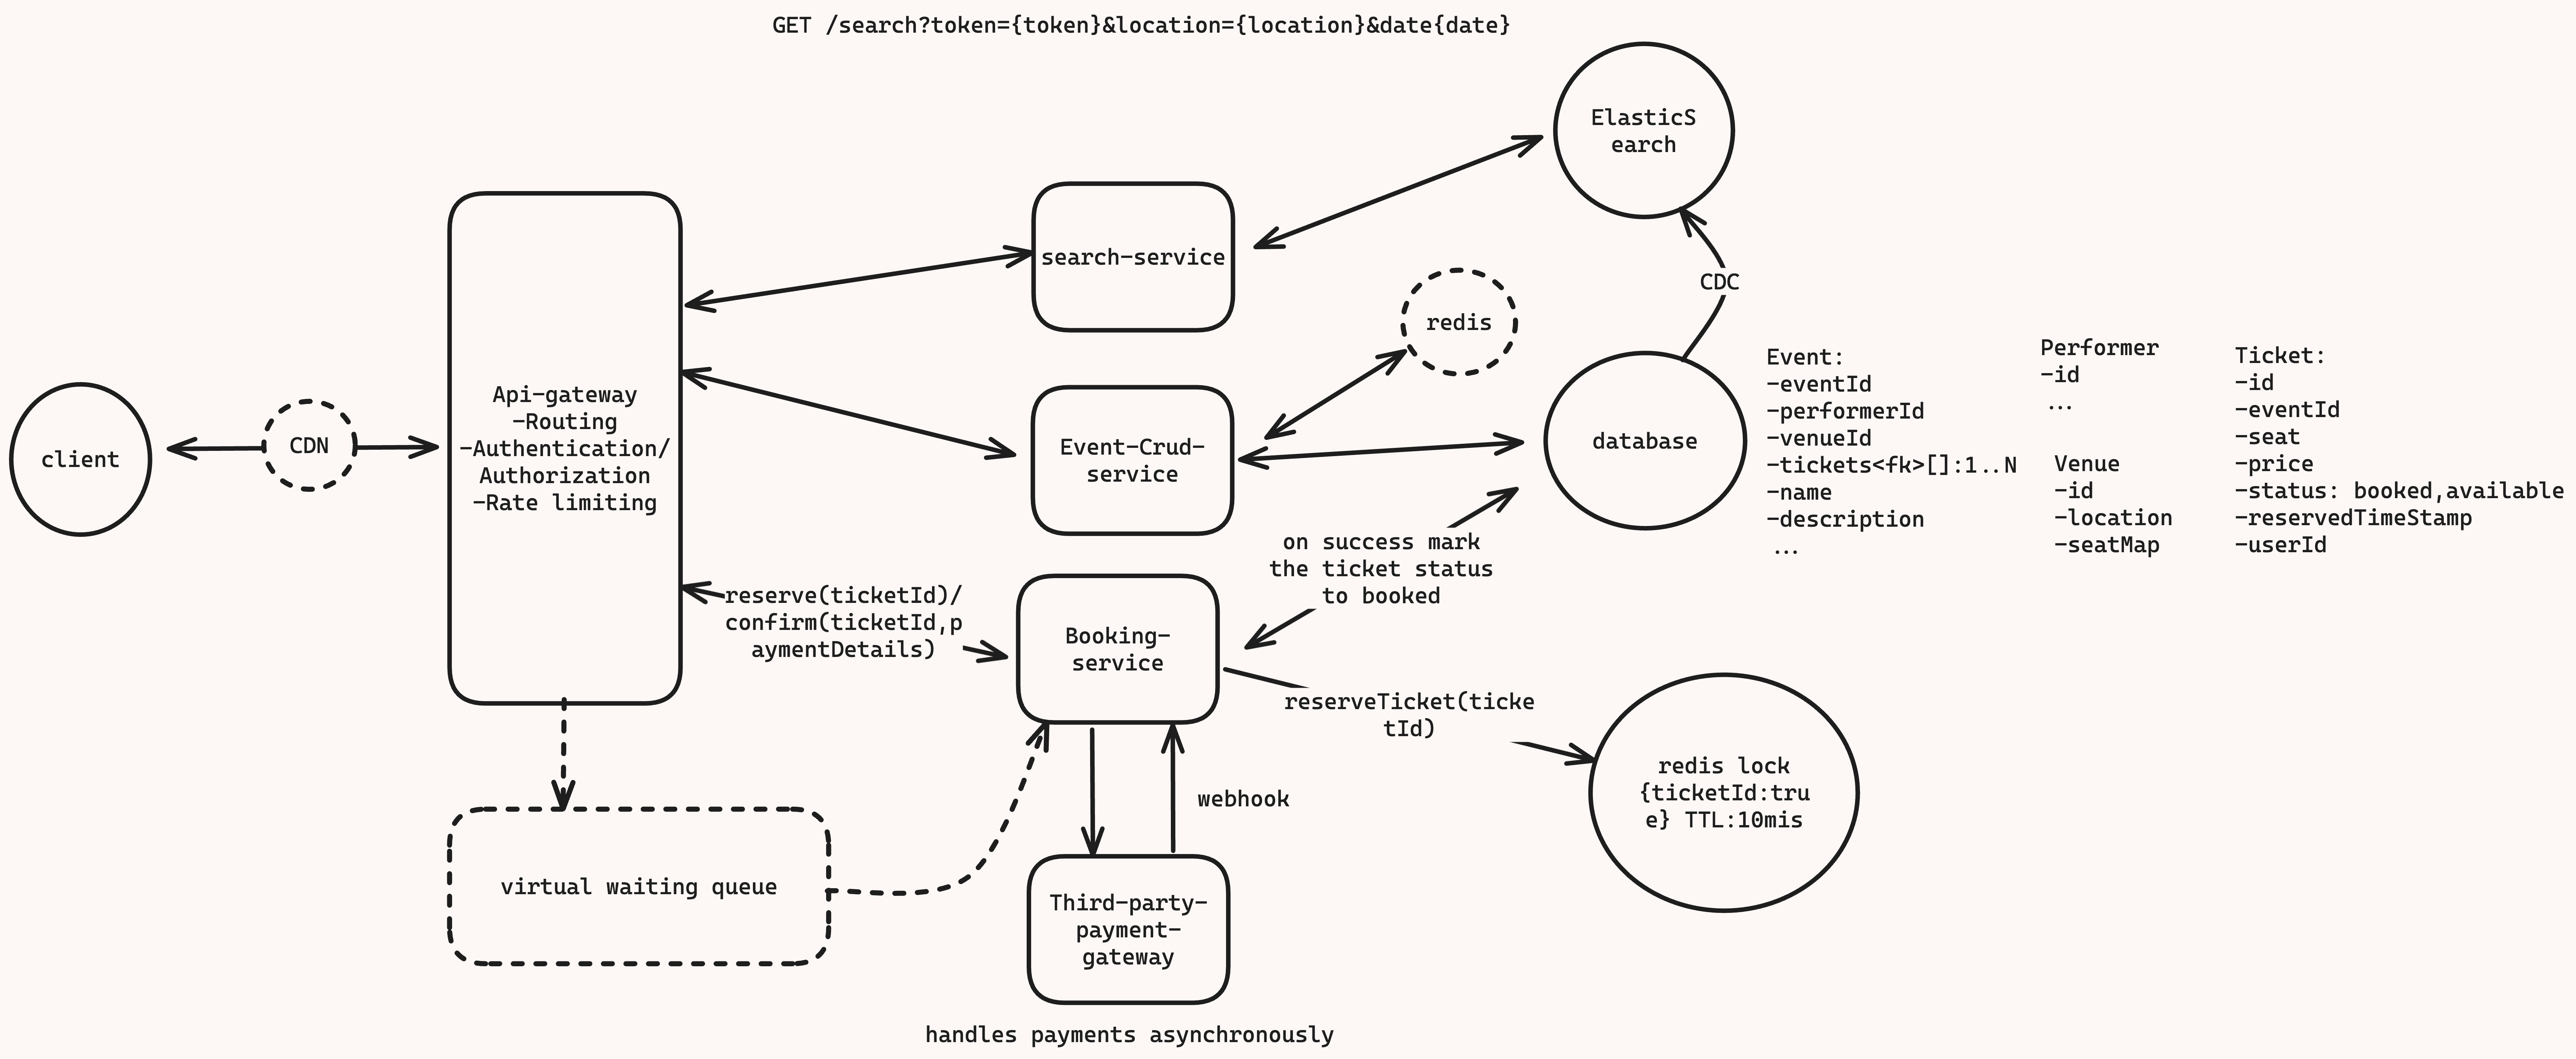 GET /search?token={token}&location={location}&date{date}
ElasticS
earch
search-service
redis
CDC
client
CDN
Api-gateway
-Routing
-Authentication/
Authorization
-Rate limiting
Event-Crud-
service
database
Event:
-eventId
-performerId
-venueId
-tickets<fk>[]:1..N
-name
-description
...
Performer
-id
...
Venue
-id
-location
-seatMap
Ticket:
-id
-eventId
-seat
-price
-status: booked,available
-reservedTimeStamp
-userId
on success mark
the ticket status
to booked
reserve(ticketId)/
confirm(ticketId,p
aymentDetails)
Booking-
service
reserveTicket(ticke
tId)
redis lock
{ticketId:tru
e} TTL:10mis
webhook
virtual waiting queue
Third-party-
payment-
gateway
handles payments asynchronously